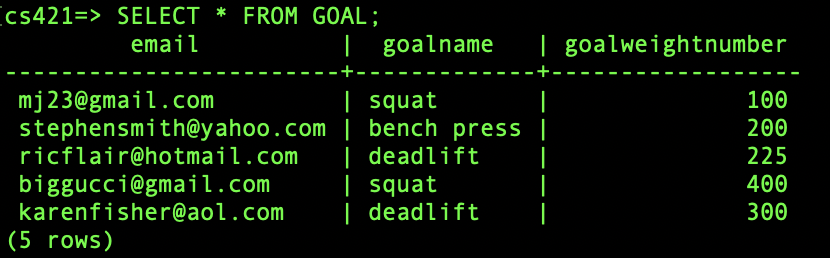 cs421=> SELECT * FROM GOAL;
         email          |  goalname   | goalweightnumber
------------------------+-------------+------------------
 mj23@gmail.com         | squat       |              100
 stephensmith@yahoo.com | bench press |              200
 ricflair@hotmail.com   | deadlift    |              225
 biggucci@gmail.com     | squat       |              400
 karenfisher@aol.com    | deadlift    |              300
(5 rows)